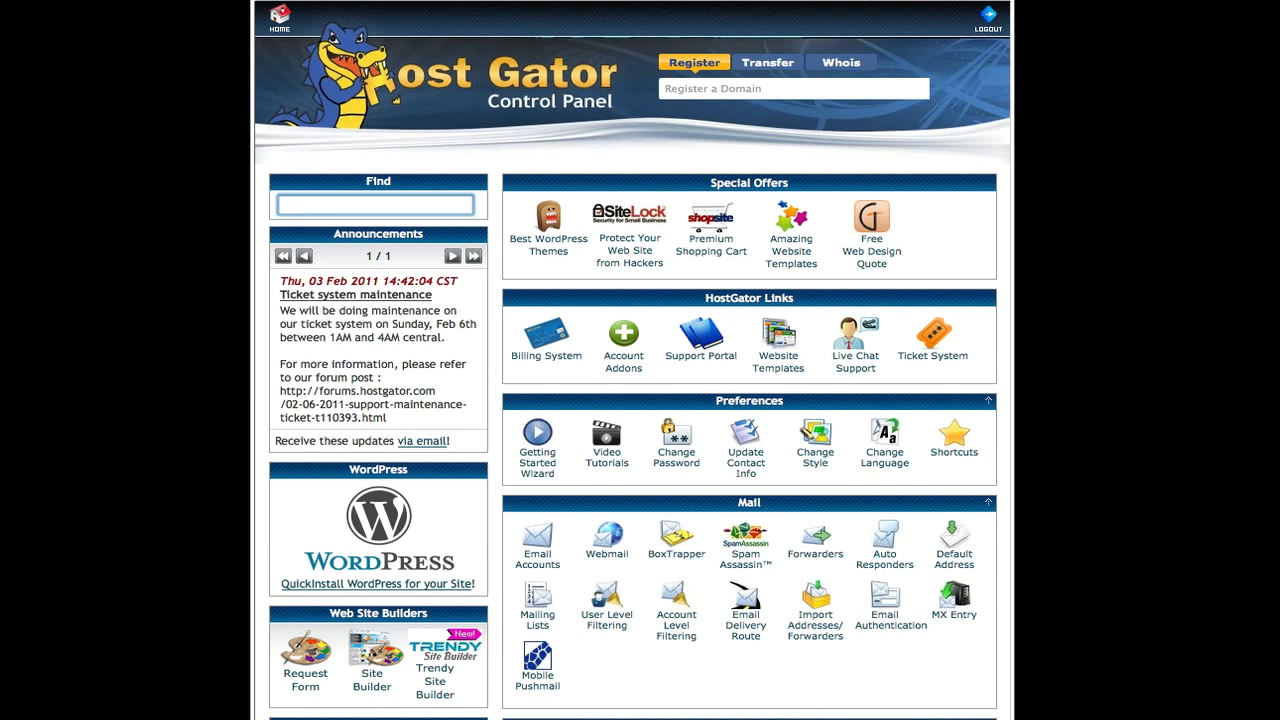 HOME
LOGOUT
Host Gator
Control Panel
Register
Transfer
Whois
Register a Domain
Find
Announcements
1 / 1
Thu, 03 Feb 2011 14:42:04 CST
Ticket system maintenance
We will be doing maintenance on
our ticket system on Sunday, Feb 6th
between 1AM and 4AM central.
For more information, please refer
to our forum post :
http://forums.hostgator.com
/02-06-2011-support-maintenance-
ticket-t110393.html
Receive these updates via email!
WordPress
W
WORDPRESS
QuickInstall WordPress for your Site!
Web Site Builders
Request
Form
Site
Builder
New!
TRENDY
Site Builder
Trendy
Site
Builder
Special Offers
Best WordPress
Themes
SiteLock
Security for Small Business
Protect Your
Web Site
from Hackers
shopsite
Premium
Shopping Cart
Amazing
Website
Templates
Free
Web Design
Quote
HostGator Links
Billing System
Account
Addons
Support Portal
Website
Templates
Live Chat
Support
Ticket System
Preferences
Getting
Started
Wizard
Video
Tutorials
**
Change
Password
Update
Contact
Info
Change
Style
Aa
Change
Language
Shortcuts
Mail
Email
Accounts
Webmail
BoxTrapper
SpamAssassin
Spam
Assassin™
Forwarders
Auto
Responders
Default
Address
Mailing
Lists
User Level
Filtering
Account
Level
Filtering
Email
Delivery
Route
Import
Addresses/
Forwarders
Email
Authentication
MX Entry
Mobile
Pushmail